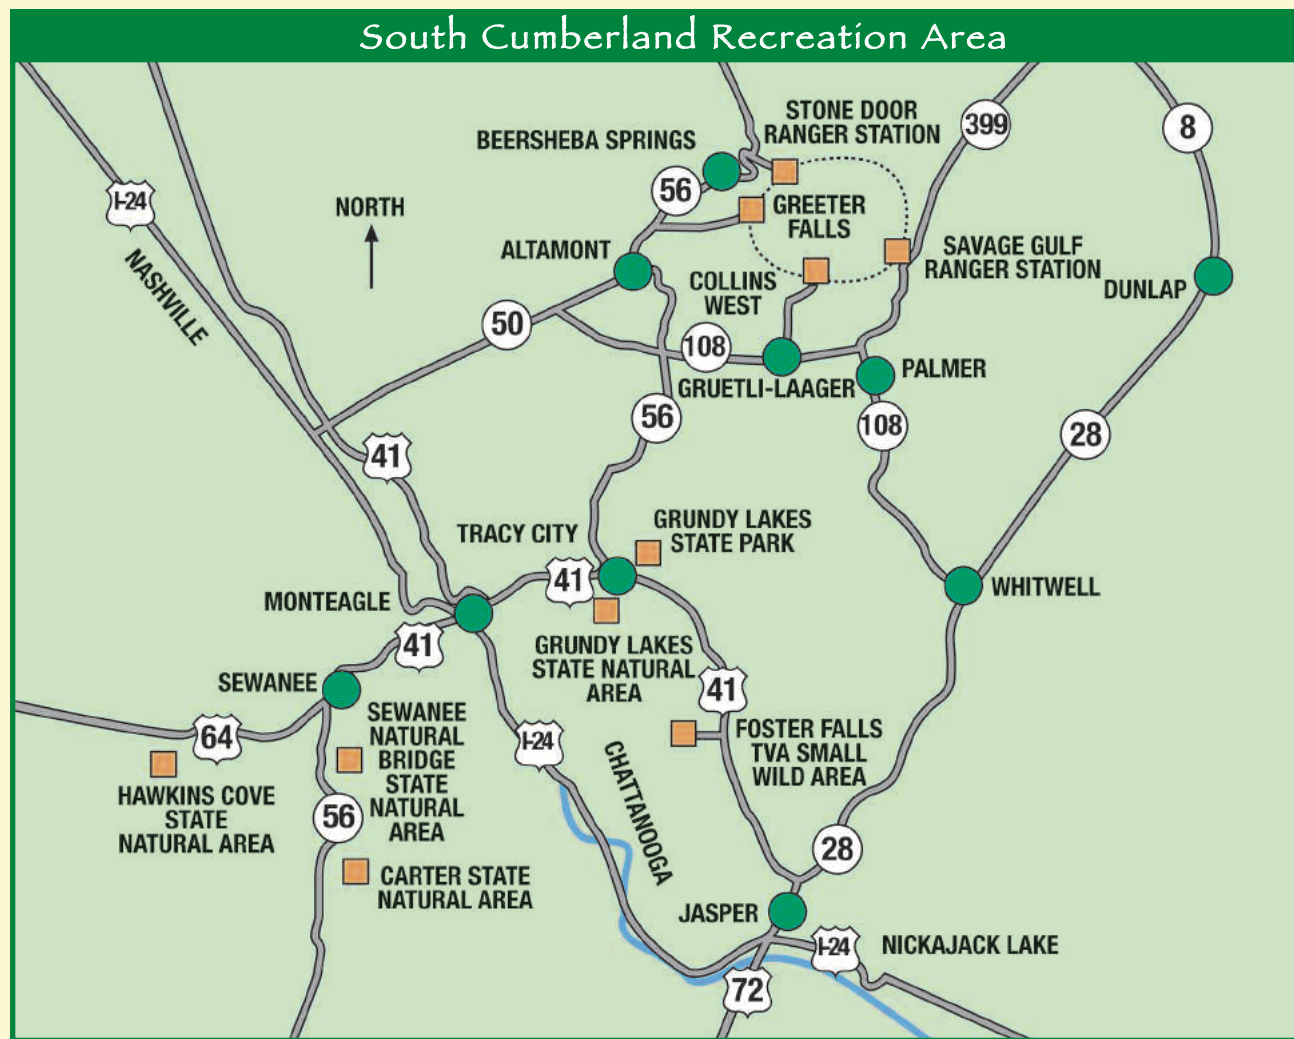 South Cumberland Recreation Area
STONE DOOR
RANGER STATION
399
8
BEERSHEBA SPRINGS
56
I-24
NORTH
GREETER
FALLS
ALTAMONT
SAVAGE GULF
RANGER STATION
DUNLAP
NASHVILLE
COLLINS
WEST
50
108
GRUETLI-LAAGER
PALMER
56
108
28
41
TRACY CITY
GRUNDY LAKES
STATE PARK
41
MONTEAGLE
WHITWELL
41
GRUNDY LAKES
STATE NATURAL
AREA
SEWANEE
41
64
SEWANEE
NATURAL
BRIDGE
STATE
NATURAL
AREA
I-24
CHATTANOOGA
FOSTER FALLS
TVA SMALL
WILD AREA
HAWKINS COVE
STATE
NATURAL AREA
56
28
CARTER STATE
NATURAL AREA
JASPER
I-24
NICKAJACK LAKE
72